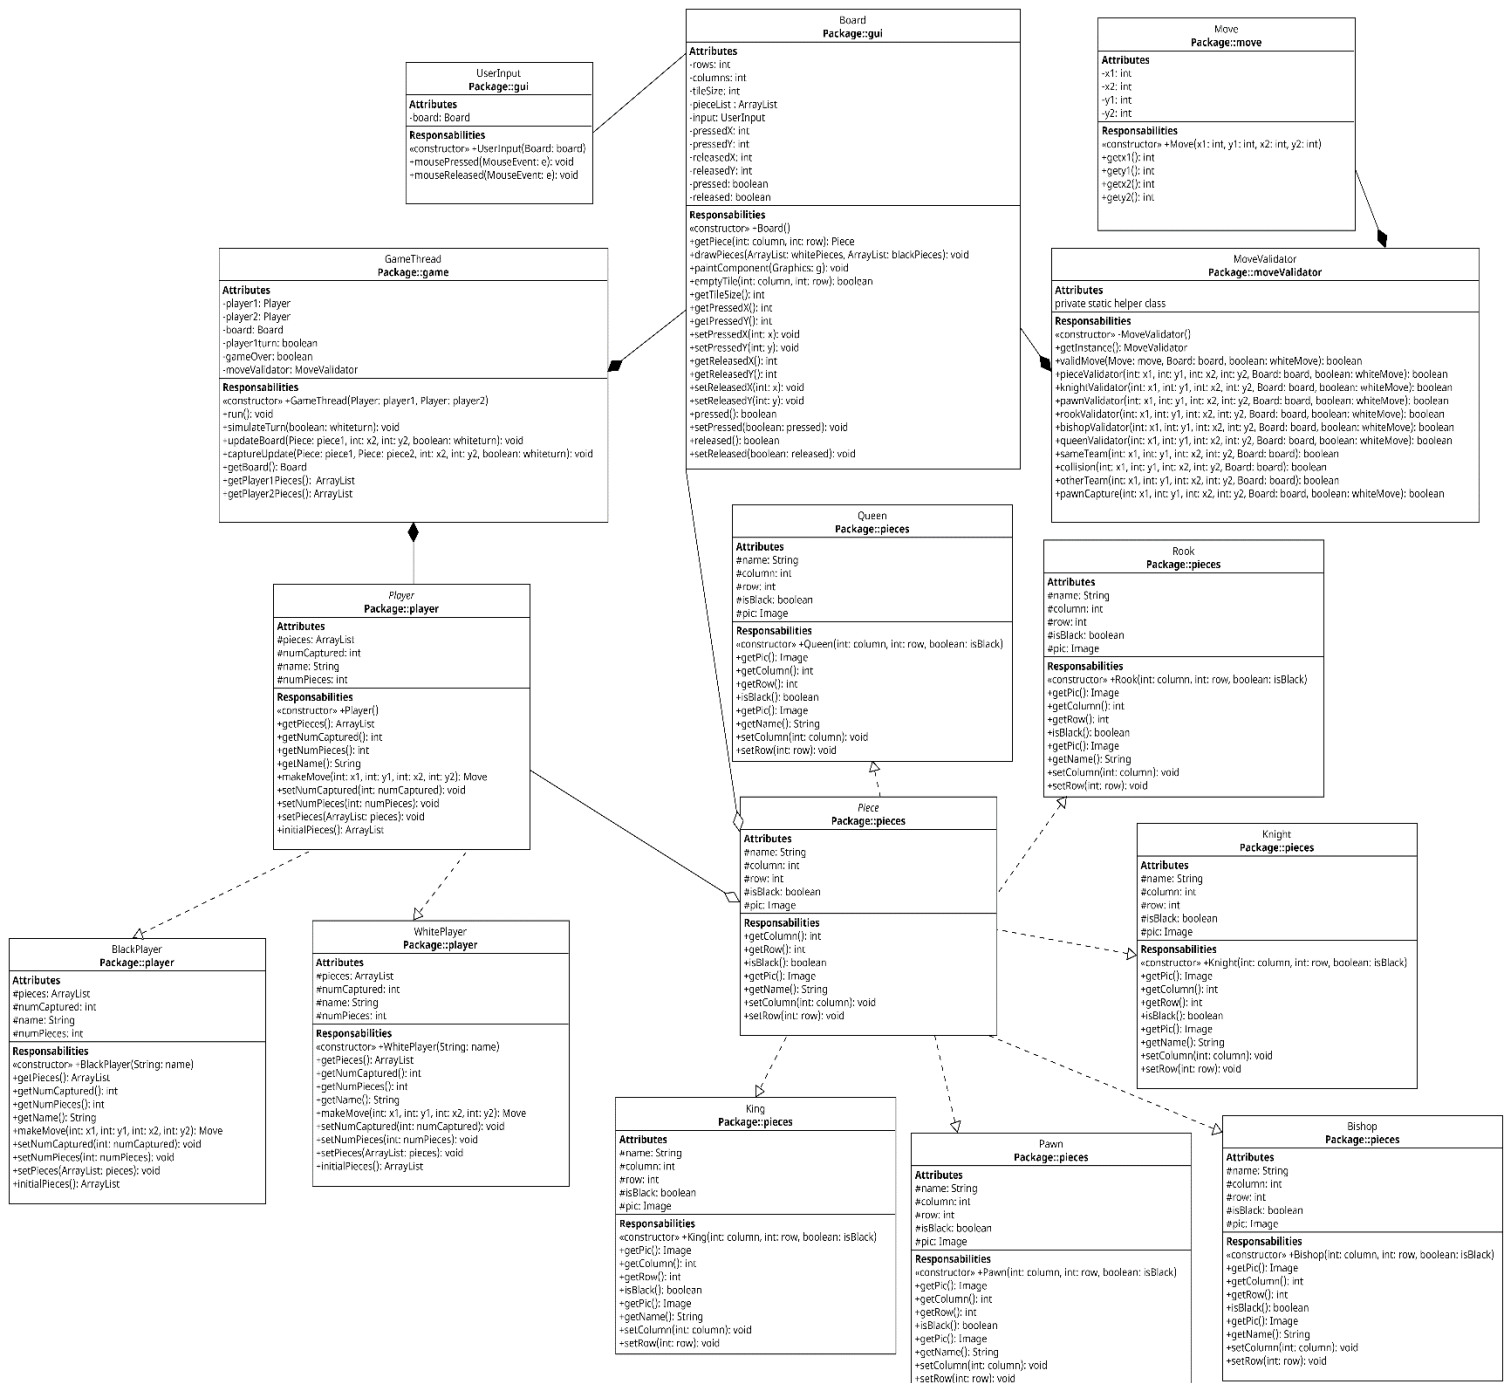 UserInput
Package::gui
Attributes
-board: Board
Responsabilities
«constructor» +UserInput(Board: board)
+mousePressed(MouseEvent: e): void
+mouseReleased(MouseEvent: e): void
Board
Package::gui
Attributes
-rows: int
-columns: int
-tileSize: int
-pieceList : ArrayList
-input: UserInput
-pressedX: int
-pressedY: int
-releasedX: int
-releasedY: int
-pressed: boolean
-released: boolean
Responsabilities
«constructor» +Board()
+getPiece(int: column, int: row): Piece
+drawPieces(ArrayList: whitePieces, ArrayList: blackPieces): void
+paintComponent(Graphics: g): void
+emptyTile(int: column, int: row): boolean
+getTileSize(): int
+getPressedX(): int
+getPressedY(): int
+setPressedX(int: x): void
+setPressedY(int: y): void
+getReleasedX(): int
+getReleasedY(): int
+setReleasedX(int: x): void
+setReleasedY(int: y): void
+pressed(): boolean
+setPressed(boolean: pressed): void
+released(): boolean
+setReleased(boolean: released): void
Move
Package::move
Attributes
-x1: int
-x2: int
-y1: int
-y2: int
Responsabilities
«constructor» +Move(x1: int, y1: int, x2: int, y2: int)
+getx1(): int
+gety1(): int
+getx2(): int
+gety2(): int
GameThread
Package::game
Attributes
-player1: Player
-player2: Player
-board: Board
-player1turn: boolean
-gameOver: boolean
-moveValidator: MoveValidator
Responsabilities
«constructor» +GameThread(Player: player1, Player: player2)
+run(): void
+simulateTurn(boolean: whiteturn): void
+updateBoard(Piece: piece1, int: x2, int: y2, boolean: whiteturn): void
+captureUpdate(Piece: piece1, Piece: piece2, int: x2, int: y2, boolean: whiteturn): void
+getBoard(): Board
+getPlayer1Pieces(): ArrayList
+getPlayer2Pieces(): ArrayList
MoveValidator
Package::moveValidator
Attributes
private static helper class
Responsabilities
«constructor» -MoveValidator()
+getInstance(): MoveValidator
+validMove(Move: move, Board: board, boolean: whiteMove): boolean
+pieceValidator(int: x1, int: y1, int: x2, int: y2, Board: board, boolean: whiteMove): boolean
+knightValidator(int: x1, int: y1, int: x2, int: y2, Board: board, boolean: whiteMove): boolean
+pawnValidator(int: x1, int: y1, int: x2, int: y2, Board: board, boolean: whiteMove): boolean
+rookValidator(int: x1, int: y1, int: x2, int: y2, Board: board, boolean: whiteMove): boolean
+bishopValidator(int: x1, int: y1, int: x2, int: y2, Board: board, boolean: whiteMove): boolean
+queenValidator(int: x1, int: y1, int: x2, int: y2, Board: board, boolean: whiteMove): boolean
+sameTeam(int: x1, int: y1, int: x2, int: y2, Board: board): boolean
+collision(int: x1, int: y1, int: x2, int: y2, Board: board): boolean
+otherTeam(int: x1, int: y1, int: x2, int: y2, Board: board): boolean
+pawnCapture(int: x1, int: y1, int: x2, int: y2, Board: board, boolean: whiteMove): boolean
Queen
Package::pieces
Attributes
#name: String
#column: int
#row: int
#isBlack: boolean
#pic: Image
Responsabilities
«constructor» +Queen(int: column, int: row, boolean: isBlack)
+getPic(): Image
+getColumn(): int
+getRow(): int
+isBlack(): boolean
+getPic(): Image
+getName(): String
+setColumn(int: column): void
+setRow(int: row): void
Rook
Package::pieces
Attributes
#name: String
#column: int
#row: int
#isBlack: boolean
#pic: Image
Responsabilities
«constructor» +Rook(int: column, int: row, boolean: isBlack)
+getPic(): Image
+getColumn(): int
+getRow(): int
+isBlack(): boolean
+getPic(): Image
+getName(): String
+setColumn(int: column): void
+setRow(int: row): void
Player
Package::player
Attributes
#pieces: ArrayList
#numCaptured: int
#name: String
#numPieces: int
Responsabilities
«constructor» +Player()
+getPieces(): ArrayList
+getNumCaptured(): int
+getNumPieces(): int
+getName(): String
+makeMove(int: x1, int: y1, int: x2, int: y2): Move
+setNumCaptured(int: numCaptured): void
+setNumPieces(int: numPieces): void
+setPieces(ArrayList: pieces): void
+initialPieces(): ArrayList
Piece
Package::pieces
Attributes
#name: String
#column: int
#row: int
#isBlack: boolean
#pic: Image
Responsabilities
+getColumn(): int
+getRow(): int
+isBlack(): boolean
+getPic(): Image
+getName(): String
+setColumn(int: column): void
+setRow(int: row): void
Knight
Package::pieces
Attributes
#name: String
#column: int
#row: int
#isBlack: boolean
#pic: Image
Responsabilities
«constructor» +Knight(int: column, int: row, boolean: isBlack)
+getPic(): Image
+getColumn(): int
+getRow(): int
+isBlack(): boolean
+getPic(): Image
+getName(): String
+setColumn(int: column): void
+setRow(int: row): void
BlackPlayer
Package::player
Attributes
#pieces: ArrayList
#numCaptured: int
#name: String
#numPieces: int
Responsabilities
«constructor» +BlackPlayer(String: name)
+getPieces(): ArrayList
+getNumCaptured(): int
+getNumPieces(): int
+getName(): String
+makeMove(int: x1, int: y1, int: x2, int: y2): Move
+setNumCaptured(int: numCaptured): void
+setNumPieces(int: numPieces): void
+setPieces(ArrayList: pieces): void
+initialPieces(): ArrayList
WhitePlayer
Package::player
Attributes
#pieces: ArrayList
#numCaptured: int
#name: String
#numPieces: int
Responsabilities
«constructor» +WhitePlayer(String: name)
+getPieces(): ArrayList
+getNumCaptured(): int
+getNumPieces(): int
+getName(): String
+makeMove(int: x1, int: y1, int: x2, int: y2): Move
+setNumCaptured(int: numCaptured): void
+setNumPieces(int: numPieces): void
+setPieces(ArrayList: pieces): void
+initialPieces(): ArrayList
King
Package::pieces
Attributes
#name: String
#column: int
#row: int
#isBlack: boolean
#pic: Image
Responsabilities
«constructor» +King(int: column, int: row, boolean: isBlack)
+getPic(): Image
+getColumn(): int
+getRow(): int
+isBlack(): boolean
+getPic(): Image
+getName(): String
+setColumn(int: column): void
+setRow(int: row): void
Pawn
Package::pieces
Attributes
#name: String
#column: int
#row: int
#isBlack: boolean
#pic: Image
Responsabilities
«constructor» +Pawn(int: column, int: row, boolean: isBlack)
+getPic(): Image
+getColumn(): int
+getRow(): int
+isBlack(): boolean
+getPic(): Image
+getName(): String
+setColumn(int: column): void
+setRow(int: row): void
Bishop
Package::pieces
Attributes
#name: String
#column: int
#row: int
#isBlack: boolean
#pic: Image
Responsabilities
«constructor» +Bishop(int: column, int: row, boolean: isBlack)
+getPic(): Image
+getColumn(): int
+getRow(): int
+isBlack(): boolean
+getPic(): Image
+getName(): String
+setColumn(int: column): void
+setRow(int: row): void